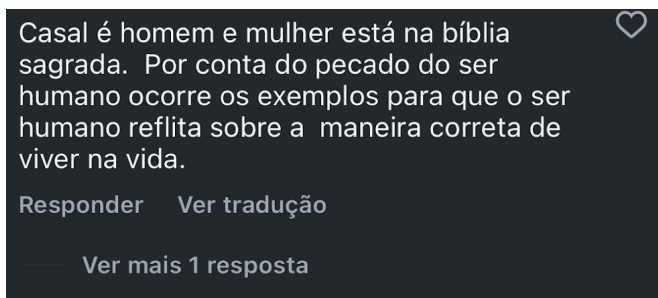 Casal é homem e mulher está na bíblia
sagrada.  Por conta do pecado do ser
humano ocorre os exemplos para que o ser
humano reflita sobre a  maneira correta de
viver na vida.
Responder Ver tradução
Ver mais 1 resposta